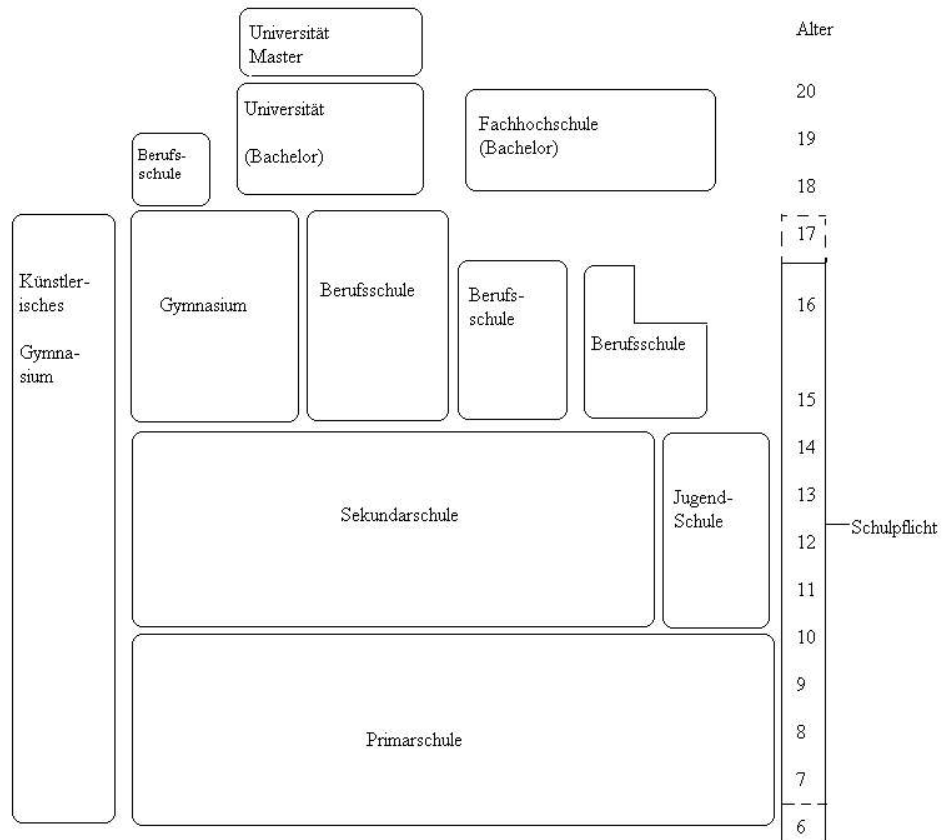 Universität
Master
Alter
Universität
(Bachelor)
Fachhochschule
(Bachelor)
20
19
18
Berufs-
schule
17
Künstler-
isches
Gymna-
sium
Gymnasium
Berufsschule
Berufs-
schule
Berufsschule
16
15
14
13
12
11
Sekundarschule
Jugend-
Schule
Schulpflicht
10
9
8
7
6
Primarschule